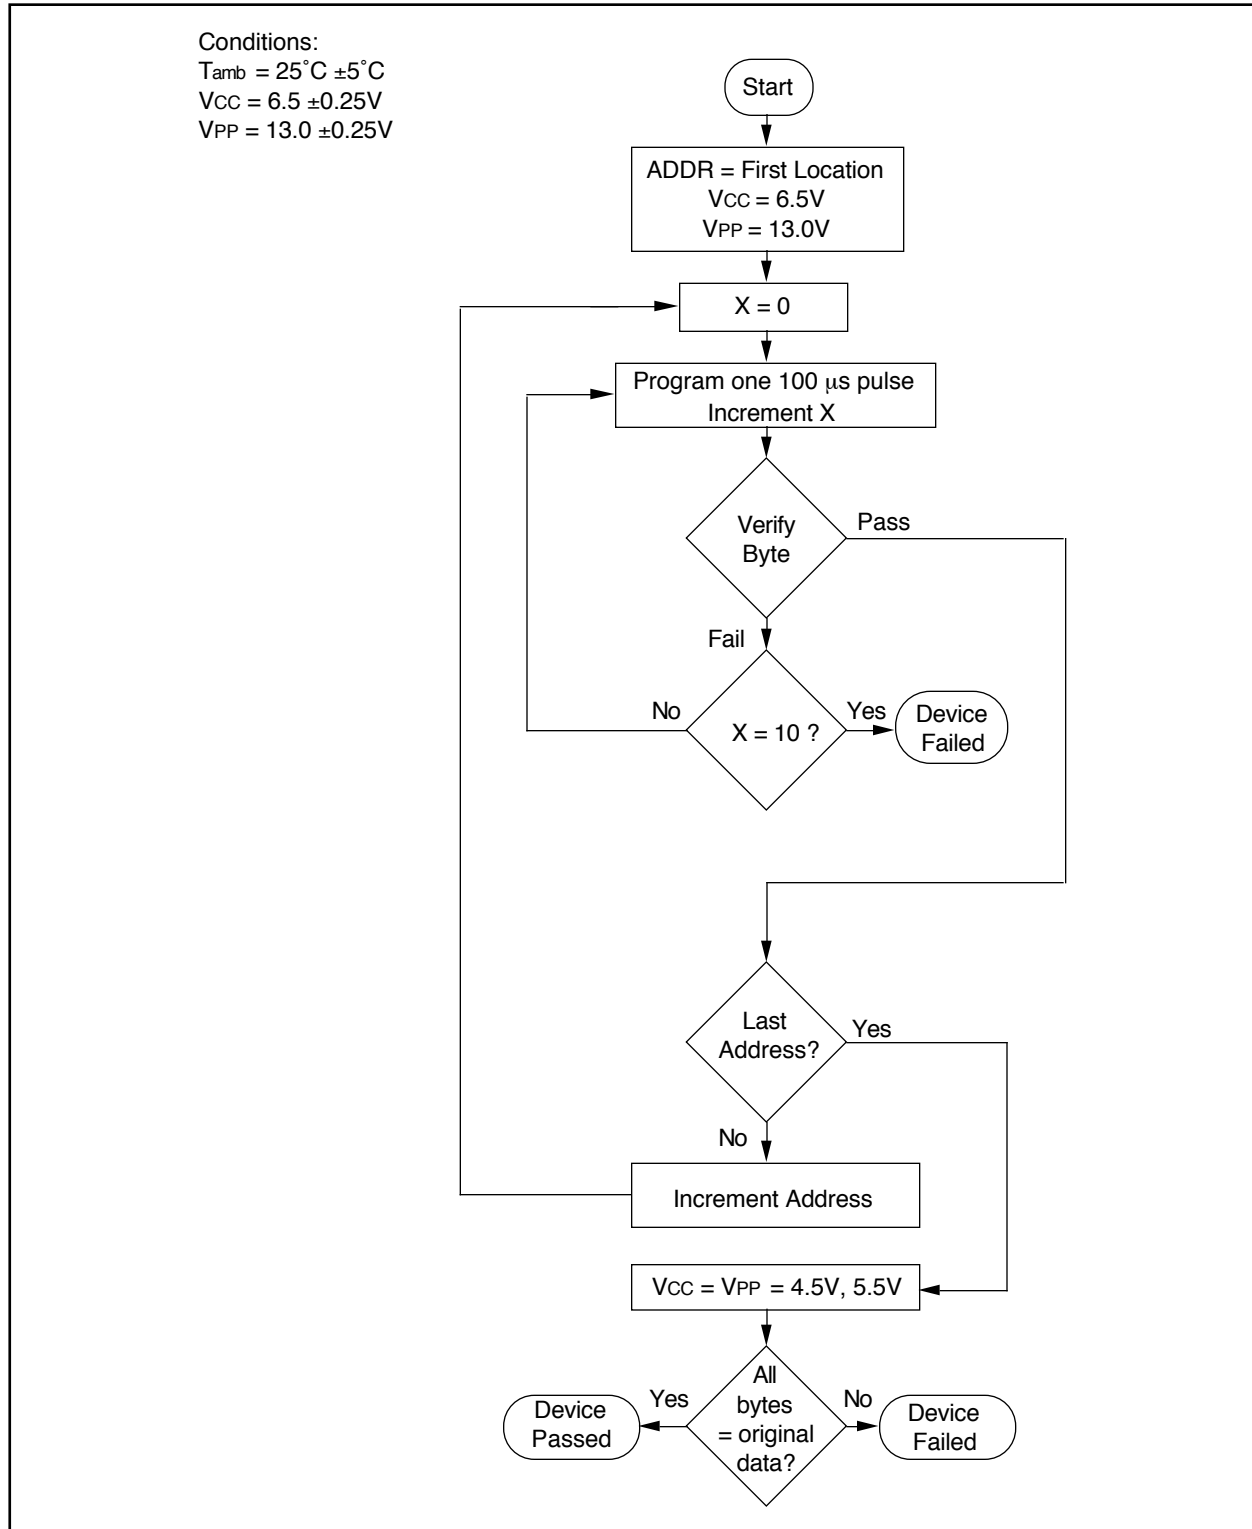 Conditions:
Tamb = 25˚C ±5˚C
VCC = 6.5 ±0.25V
VPP = 13.0 ±0.25V
Start
ADDR = First Location
VCC = 6.5V
VPP = 13.0V
X = 0
Program one 100 µs pulse
Increment X
Verify
Byte
Pass
Fail
X = 10 ?
No
Yes
Device
Failed
Last
Address?
Yes
No
Increment Address
VCC = VPP = 4.5V, 5.5V
All
bytes
= original
data?
Yes
No
Device
Passed
Device
Failed